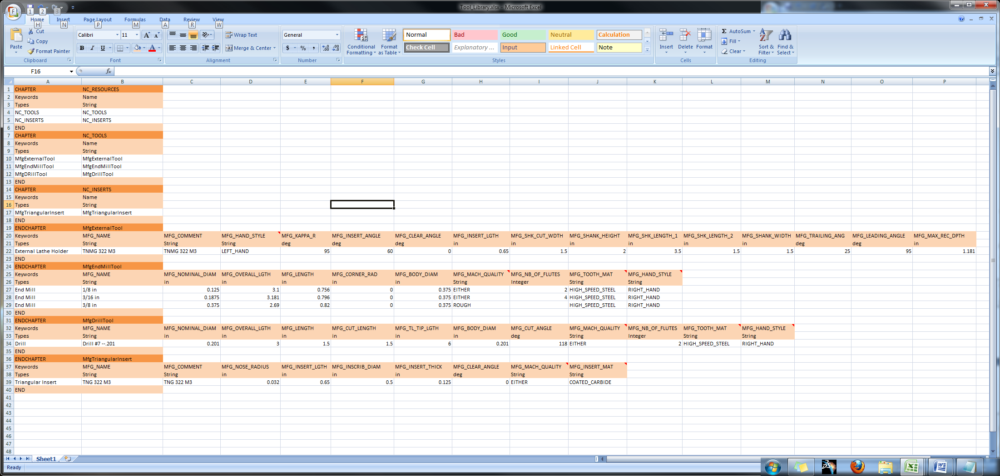 Tool_Library.xlsx - Microsoft Excel
F 1 2 3
Home Insert Page Layout Formulas Data Review View
H N P M A R W
Paste
Cut
Copy
Format Painter
Clipboard
Calibri 11
B I U
Font
Wrap Text
Merge & Center
Alignment
General
$ % ,
Number
Conditional Formatting
Format as Table
Normal Bad Good Neutral Calculation
Check Cell Explanatory ... Input Linked Cell Note
Styles
Insert Delete Format
Cells
AutoSum
Fill
Clear
Sort & Filter
Find & Select
Editing
F16 fx
A B C D E F G H I J K L M N O P
1 CHAPTER NC_RESOURCES
2 Keywords Name
3 Types String
4 NC_TOOLS NC_TOOLS
5 NC_INSERTS NC_INSERTS
6 END
7 CHAPTER NC_TOOLS
8 Keywords Name
9 Types String
10 MfgExternalTool MfgExternalTool
11 MfgEndMillTool MfgEndMillTool
12 MfgDRillTool MfgDrillTool
13 END
14 CHAPTER NC_INSERTS
15 Keywords Name
16 Types String
17 MfgTriangularInsert MfgTriangularInsert
18 END
19 ENDCHAPTER MfgExternalTool
20 Keywords MFG_NAME MFG_COMMENT MFG_HAND_STYLE MFG_KAPPA_R MFG_INSERT_ANGLE MFG_CLEAR_ANGLE MFG_INSERT_LGTH MFG_SHK_CUT_WDTH MFG_SHANK_HEIGHT MFG_SHK_LENGTH_1 MFG_SHK_LENGTH_2 MFG_SHANK_WIDTH MFG_TRAILING_ANG MFG_LEADING_ANGLE MFG_MAX_REC_DPTH
21 Types String String String deg deg deg in in in in in in deg deg in
22 External Lathe Holder TNMG 322 M3 TNMG 322 M3 LEFT_HAND 95 60 0 0.65 1.5 2 3.5 1.5 1.5 25 95 1.181
23 END
24 ENDCHAPTER MfgEndMillTool
25 Keywords MFG_NAME MFG_NOMINAL_DIAM MFG_OVERALL_LGTH MFG_LENGTH MFG_CORNER_RAD MFG_BODY_DIAM MFG_MACH_QUALITY MFG_NB_OF_FLUTES MFG_TOOTH_MAT MFG_HAND_STYLE
26 Types String in in in in in String Integer String String
27 End Mill 1/8 in 0.125 3.1 0.756 0 0.375 EITHER 2 HIGH_SPEED_STEEL RIGHT_HAND
28 End Mill 3/16 in 0.1875 3.181 0.796 0 0.375 EITHER 4 HIGH_SPEED_STEEL RIGHT_HAND
29 End Mill 3/8 in 0.375 2.69 0.82 0 0.375 ROUGH HIGH_SPEED_STEEL RIGHT_HAND
30 END
31 ENDCHAPTER MfgDrillTool
32 Keywords MFG_NAME MFG_NOMINAL_DIAM MFG_OVERALL_LGTH MFG_LENGTH MFG_CUT_LENGTH MFG_TL_TIP_LGTH MFG_BODY_DIAM MFG_CUT_ANGLE MFG_MACH_QUALITY MFG_NB_OF_FLUTES MFG_TOOTH_MAT MFG_HAND_STYLE
33 Types String in in in in in in deg String Integer String String
34 Drill Drill #7 --.201 0.201 3 1.5 1.5 6 0.201 118 EITHER 2 HIGH_SPEED_STEEL RIGHT_HAND
35 END
36 ENDCHAPTER MfgTriangularInsert
37 Keywords MFG_NAME MFG_COMMENT MFG_NOSE_RADIUS MFG_INSERT_LGTH MFG_INSCRIB_DIAM MFG_INSERT_THICK MFG_CLEAR_ANGLE MFG_MACH_QUALITY MFG_INSERT_MAT
38 Types String String in in in in deg String String
39 Triangular Insert TNG 322 M3 TNG 322 M3 0.032 0.65 0.5 0.125 0 EITHER COATED_CARBIDE
40 END
41
42
43
44
45
46
47
48
Sheet1
Ready